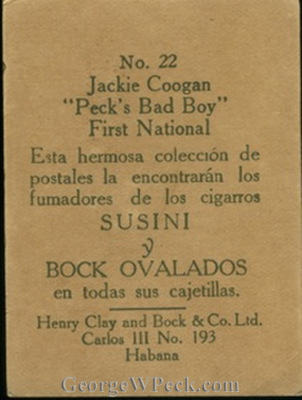 No. 22
Jackie Coogan
"Peck's Bad Boy"
First National
Esta hermosa colección de
postales la encontrarán los
fumadores de los cigarros
SUSINI
y
BOCK OVALADOS
en todas sus cajetillas.
Henry Clay and Bock & Co. Ltd.
Carlos III No. 193
Habana
GeorgeWPeck.com